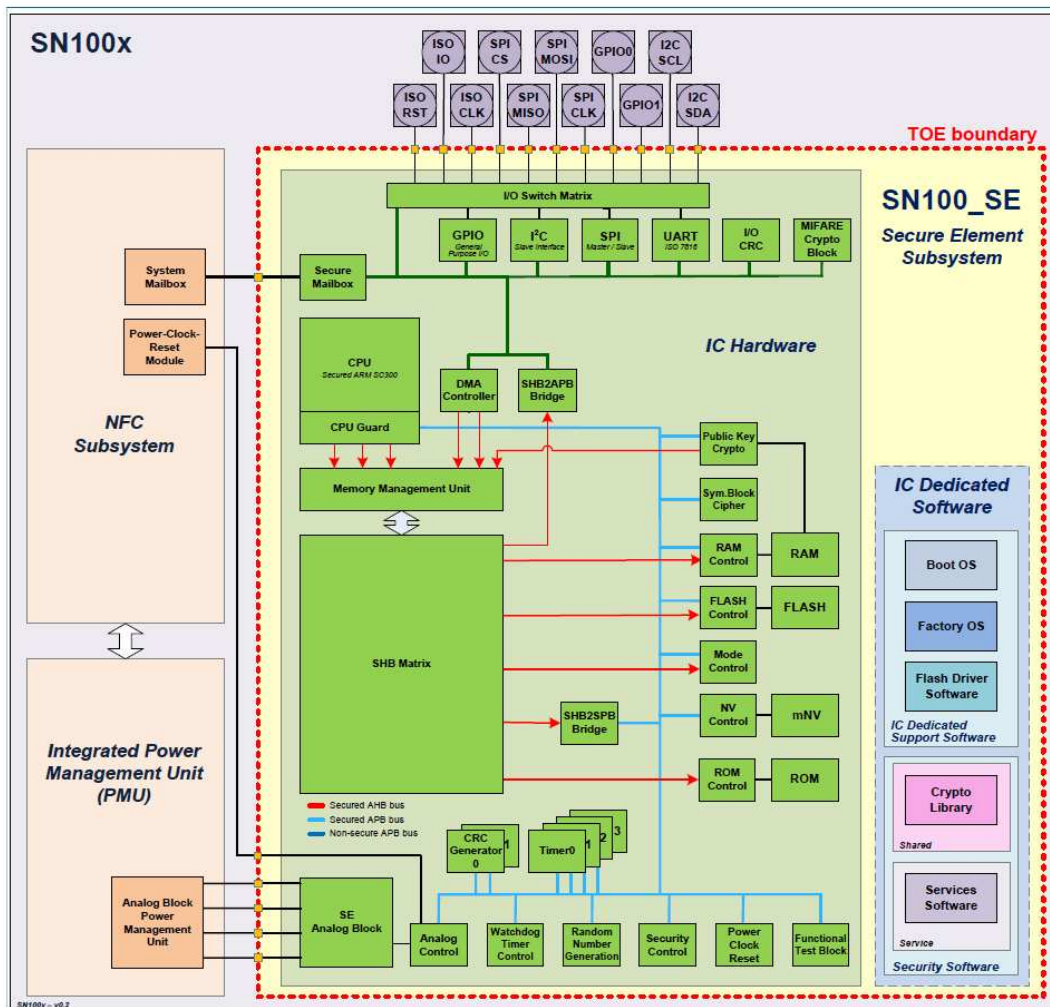 SN100x
ISO
IO
SPI
CS
SPI
MOSI
GPIO0
I2C
SCL
ISO
RST
ISO
CLK
SPI
MISO
SPI
CLK
GPIO1
I2C
SDA
TOE boundary
SN100_SE
Secure Element
Subsystem
I/O Switch Matrix
GPIO
General
Purpose I/O
I²C
Slave Interface
SPI
Master / Slave
UART
ISO 7816
I/O
CRC
MIFARE
Crypto
Block
System
Mailbox
Secure
Mailbox
Power-Clock-
Reset
Module
IC Hardware
CPU
Secured ARM SC300
DMA
Controller
SHB2APB
Bridge
NFC
Subsystem
CPU Guard
Public Key
Crypto
Memory Management Unit
Sym.Block
Cipher
IC Dedicated
Software
RAM
Control
RAM
Boot OS
FLASH
Control
FLASH
Factory OS
SHB Matrix
Mode
Control
Flash Driver
Software
SHB2SPB
Bridge
NV
Control
mNV
IC Dedicated
Support Software
Integrated Power
Management Unit
(PMU)
ROM
Control
ROM
Crypto
Library
Shared
Secured AHB bus
Secured APB bus
Non-secure APB bus
CRC
Generator
0
1
Timer0
1
2
3
Analog Block
Power
Management
Unit
SE
Analog Block
Services
Software
Service
Analog
Control
Watchdog
Timer
Control
Random
Number
Generation
Security
Control
Power
Clock
Reset
Functional
Test Block
Security Software
SN100x – v0.2